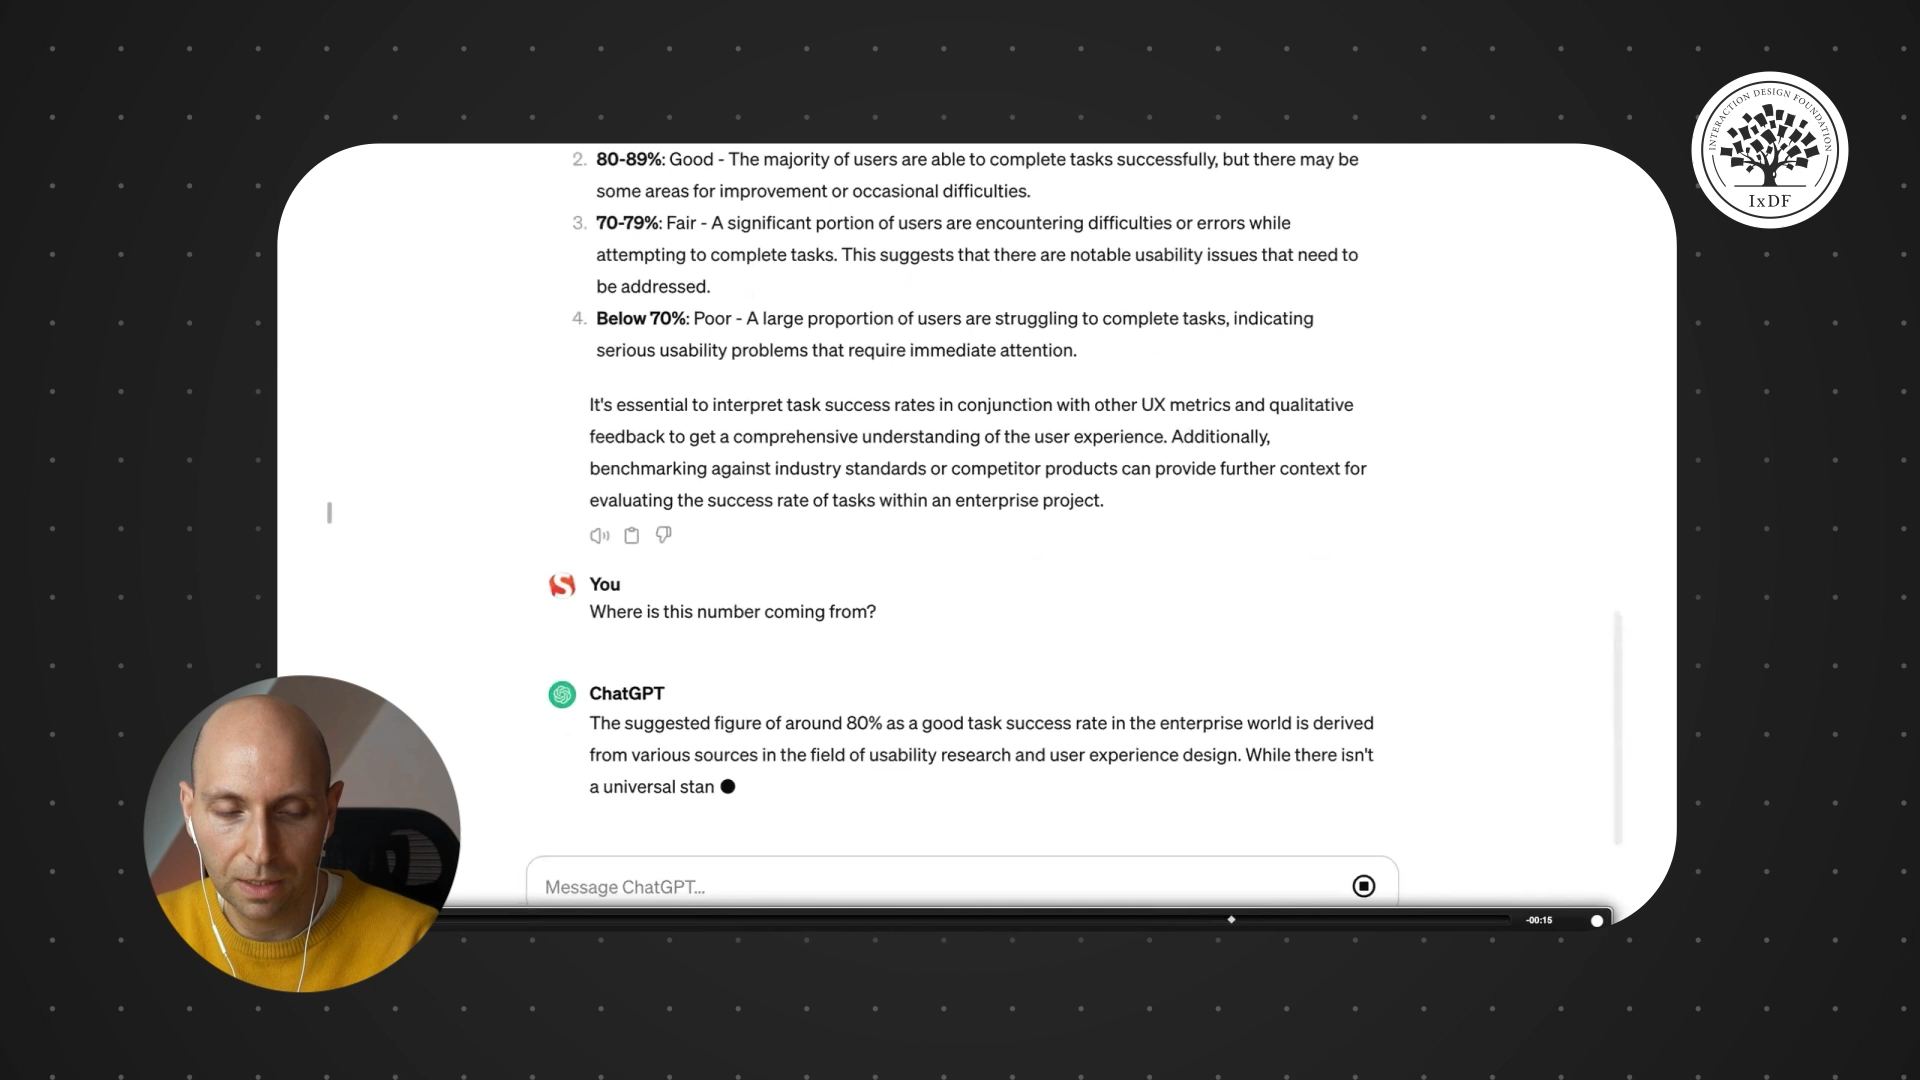 INTERACTION DESIGN FOUNDATION
IxDF
2. 80-89%: Good - The majority of users are able to complete tasks successfully, but there may be
some areas for improvement or occasional difficulties.
3. 70-79%: Fair - A significant portion of users are encountering difficulties or errors while
attempting to complete tasks. This suggests that there are notable usability issues that need to
be addressed.
4. Below 70%: Poor - A large proportion of users are struggling to complete tasks, indicating
serious usability problems that require immediate attention.
It's essential to interpret task success rates in conjunction with other UX metrics and qualitative
feedback to get a comprehensive understanding of the user experience. Additionally,
benchmarking against industry standards or competitor products can provide further context for
evaluating the success rate of tasks within an enterprise project.
You
Where is this number coming from?
ChatGPT
The suggested figure of around 80% as a good task success rate in the enterprise world is derived
from various sources in the field of usability research and user experience design. While there isn't
a universal stan
Message ChatGPT...
-00:15